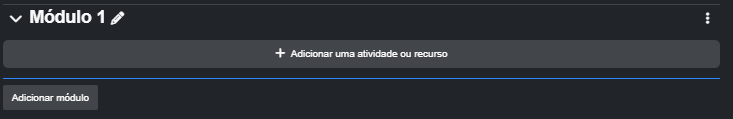 Módulo 1
Adicionar uma atividade ou recurso
Adicionar módulo